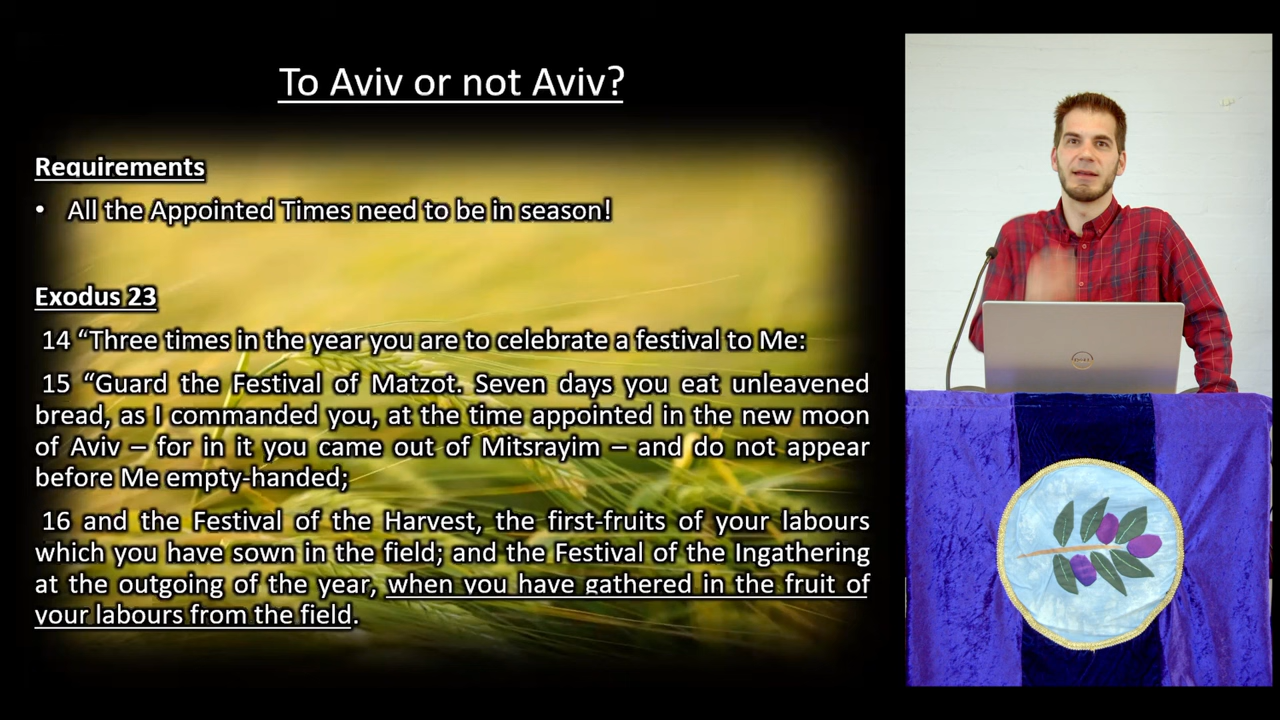 To Aviv or not Aviv?
Requirements
• All the Appointed Times need to be in season!
Exodus 23
14 “Three times in the year you are to celebrate a festival to Me:
15 “Guard the Festival of Matzot. Seven days you eat unleavened
bread, as I commanded you, at the time appointed in the new moon
of Aviv – for in it you came out of Mitsrayim – and do not appear
before Me empty-handed;
16 and the Festival of the Harvest, the first-fruits of your labours
which you have sown in the field; and the Festival of the Ingathering
at the outgoing of the year, when you have gathered in the fruit of
your labours from the field.
DELL